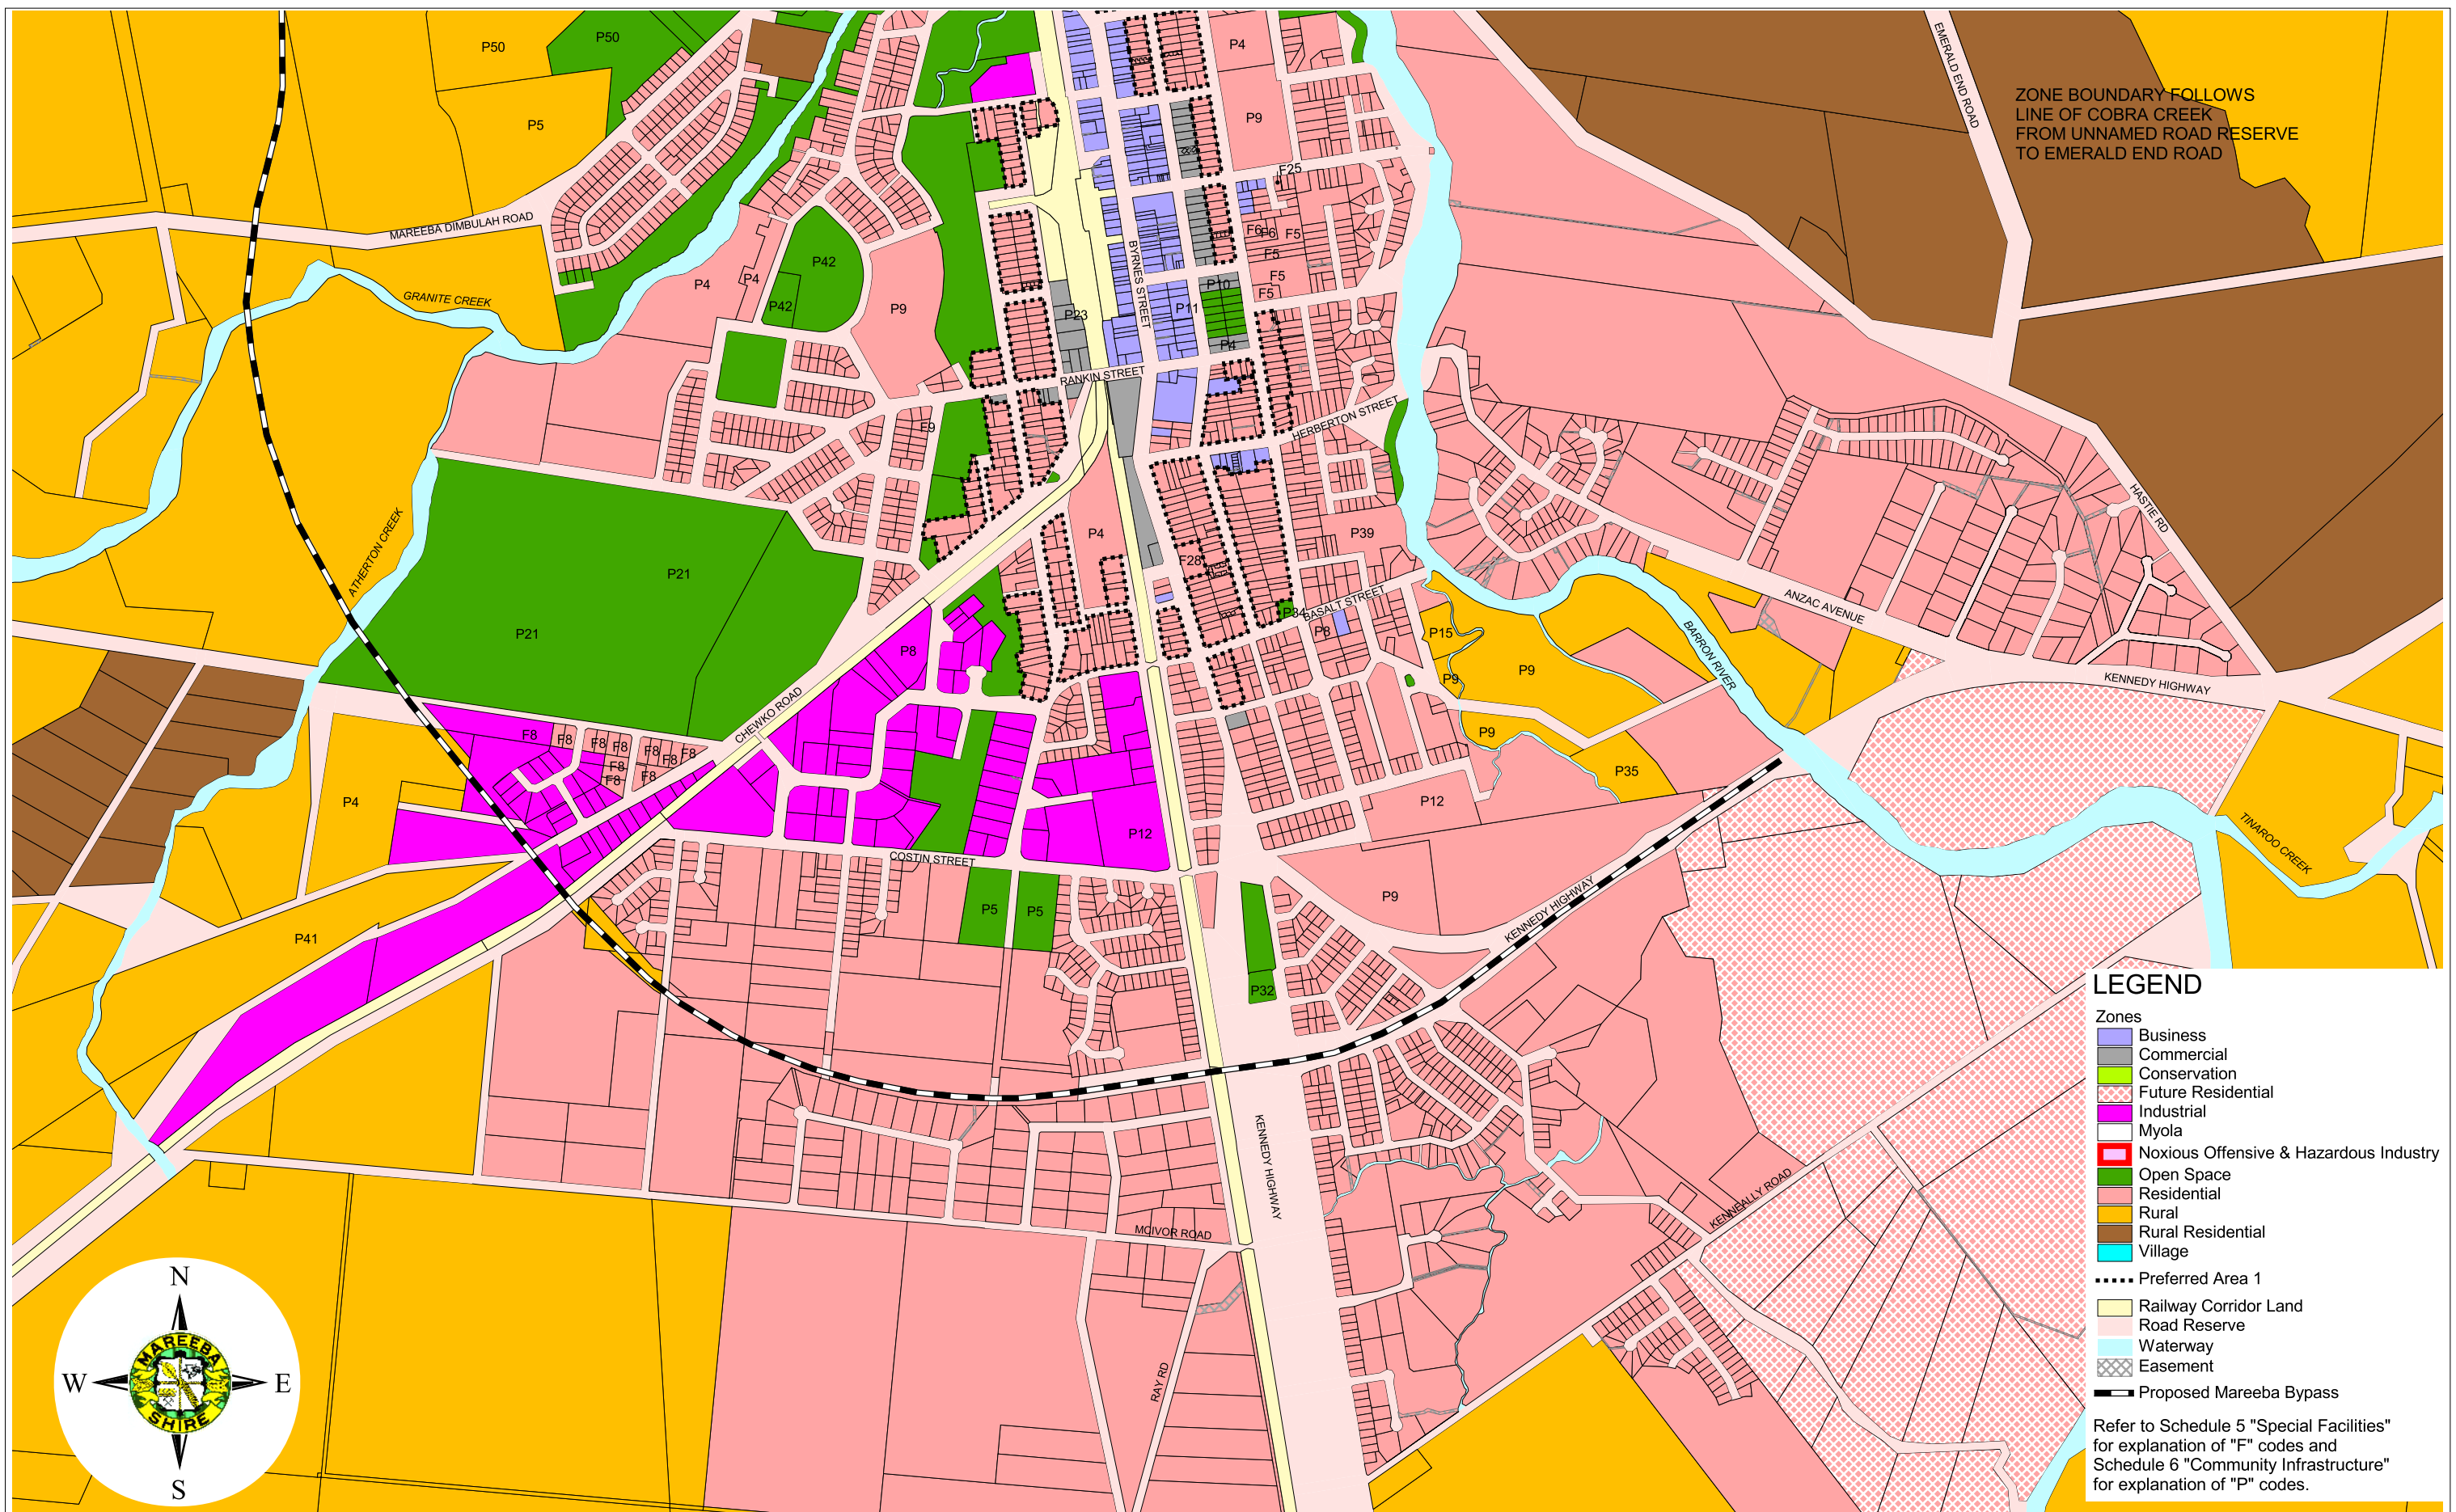 P50
P50
P4
EMERALD END ROAD
ZONE BOUNDARY FOLLOWS
LINE OF COBRA CREEK
FROM UNNAMED ROAD RESERVE
TO EMERALD END ROAD
P5
P9
F25
MAREEBA DIMBULAH ROAD
BYRNES STREET
F6
F6
F5
P42
F5
P4
P4
F5
P10
GRANITE CREEK
P42
F5
P9
P23
P11
P4
RANKIN STREET
HERBERTON STREET
F9
HASTIE RD
ATHERTON CREEK
P21
P4
P39
F28
P21
P34
BASALT STREET
ANZAC AVENUE
P8
P15
P8
BARRON RIVER
P9
P9
KENNEDY HIGHWAY
CHEWKO ROAD
F8
F8
F8
F8
F8
F8
F8
F8
F8
F8
P9
P35
P4
P12
P12
TINAROO CREEK
COSTIN STREET
P9
KENNEDY HIGHWAY
P5
P5
P41
P32
KENNEDY HIGHWAY
KENNEALLY ROAD
MCIVOR ROAD
RAY RD
N
W
E
S
MAREEBA
SHIRE
LEGEND
Zones
Business
Commercial
Conservation
Future Residential
Industrial
Myola
Noxious Offensive & Hazardous Industry
Open Space
Residential
Rural
Rural Residential
Village
Preferred Area 1
Railway Corridor Land
Road Reserve
Waterway
Easement
Proposed Mareeba Bypass
Refer to Schedule 5 "Special Facilities"
for explanation of "F" codes and
Schedule 6 "Community Infrastructure"
for explanation of "P" codes.